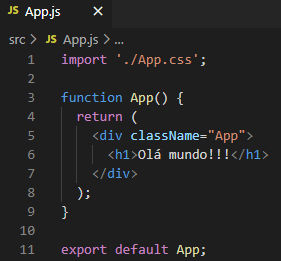 JS App.js ×
src > JS App.js > ...
1 import './App.css';
2
3 function App() {
4   return (
5     <div className="App">
6       <h1>Olá mundo!!!</h1>
7     </div>
8   );
9 }
10
11 export default App;